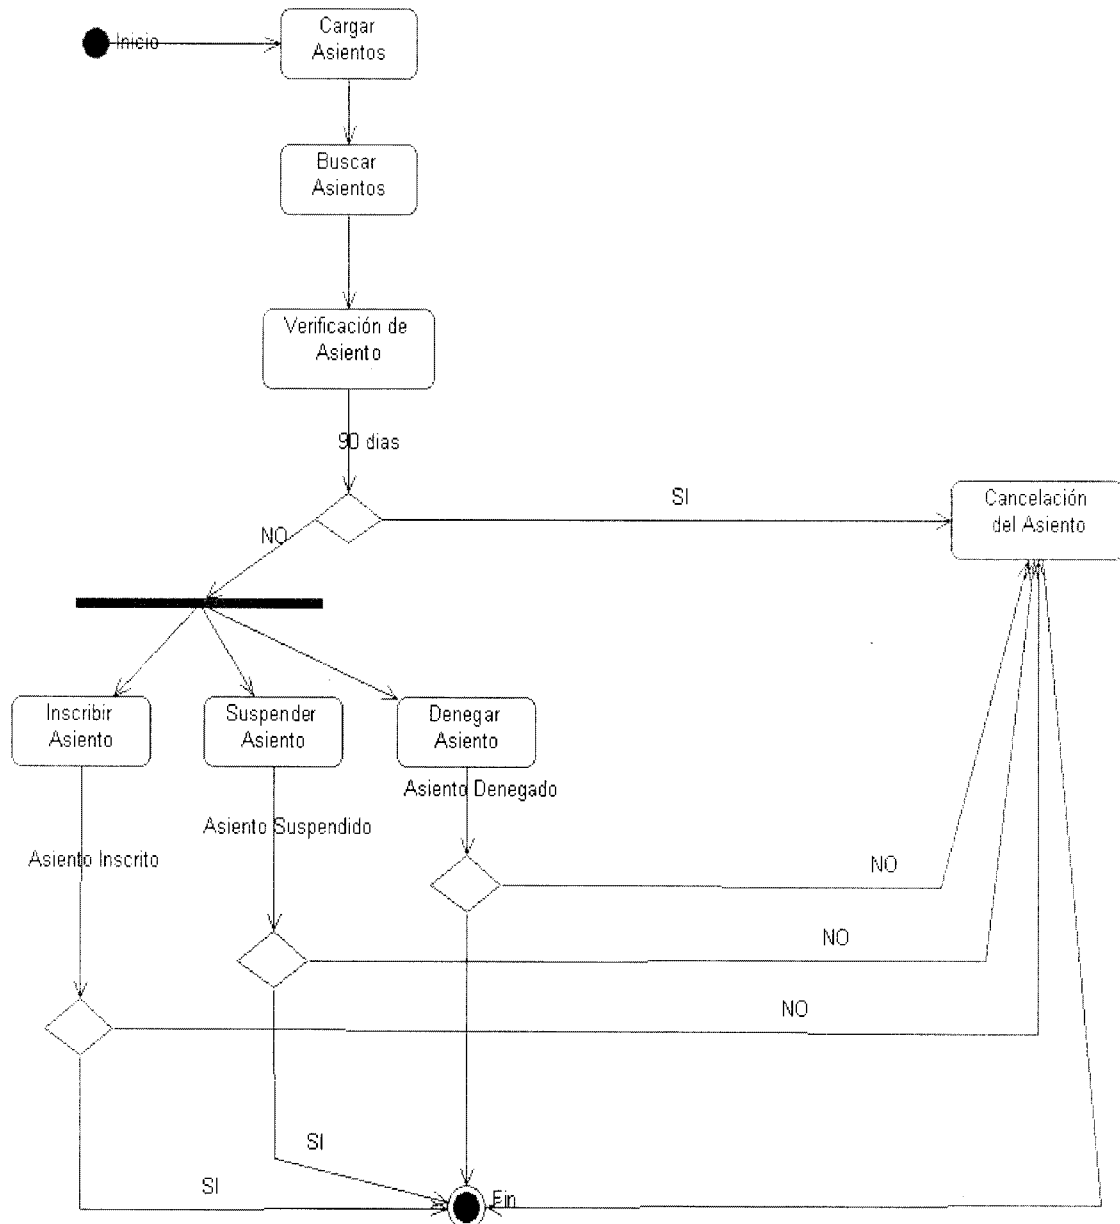 Inicio
Cargar
Asientos
Buscar
Asientos
Verificación de
Asiento
90 dias
SI
Cancelación
del Asiento
NO
Inscribir
Asiento
Suspender
Asiento
Denegar
Asiento
Asiento Denegado
Asiento Suspendido
Asiento Inscrito
NO
NO
NO
SI
SI
Fin